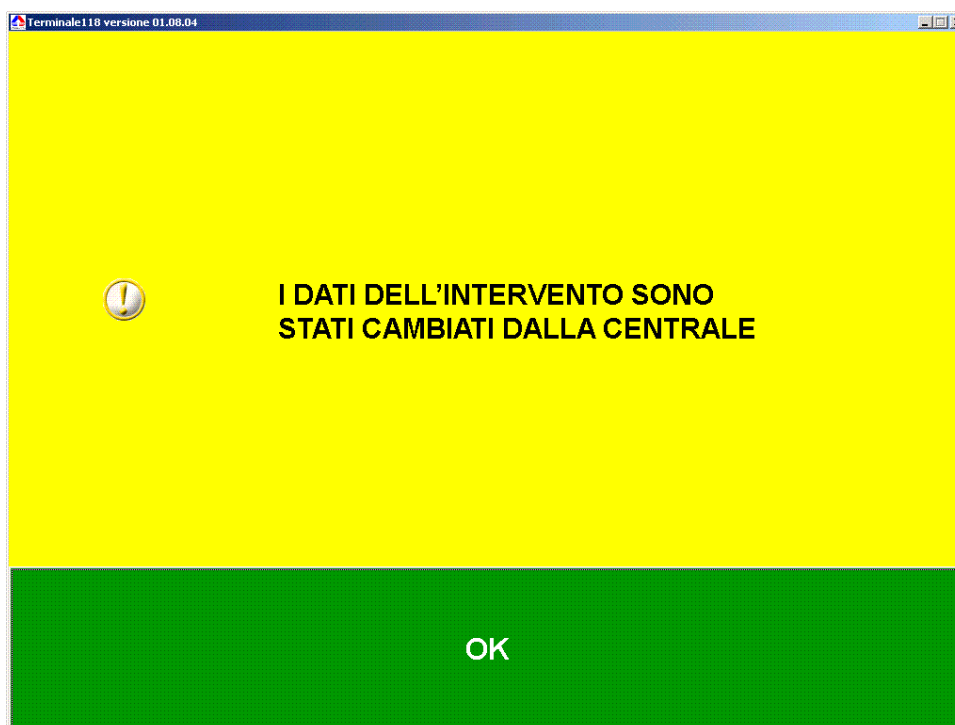 Terminale118 versione 01.08.04
I DATI DELL'INTERVENTO SONO
STATI CAMBIATI DALLA CENTRALE
OK